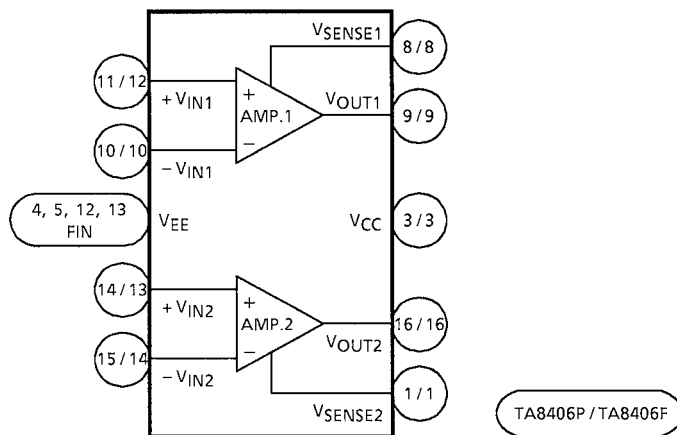 VSENSE1
8/8
11/12
+VIN1
+
AMP.1
−
VOUT1
9/9
10/10
−VIN1
4, 5, 12, 13
FIN
VEE
VCC
3/3
14/13
+VIN2
+
AMP.2
−
VOUT2
16/16
15/14
−VIN2
VSENSE2
1/1
TA8406P/TA8406F